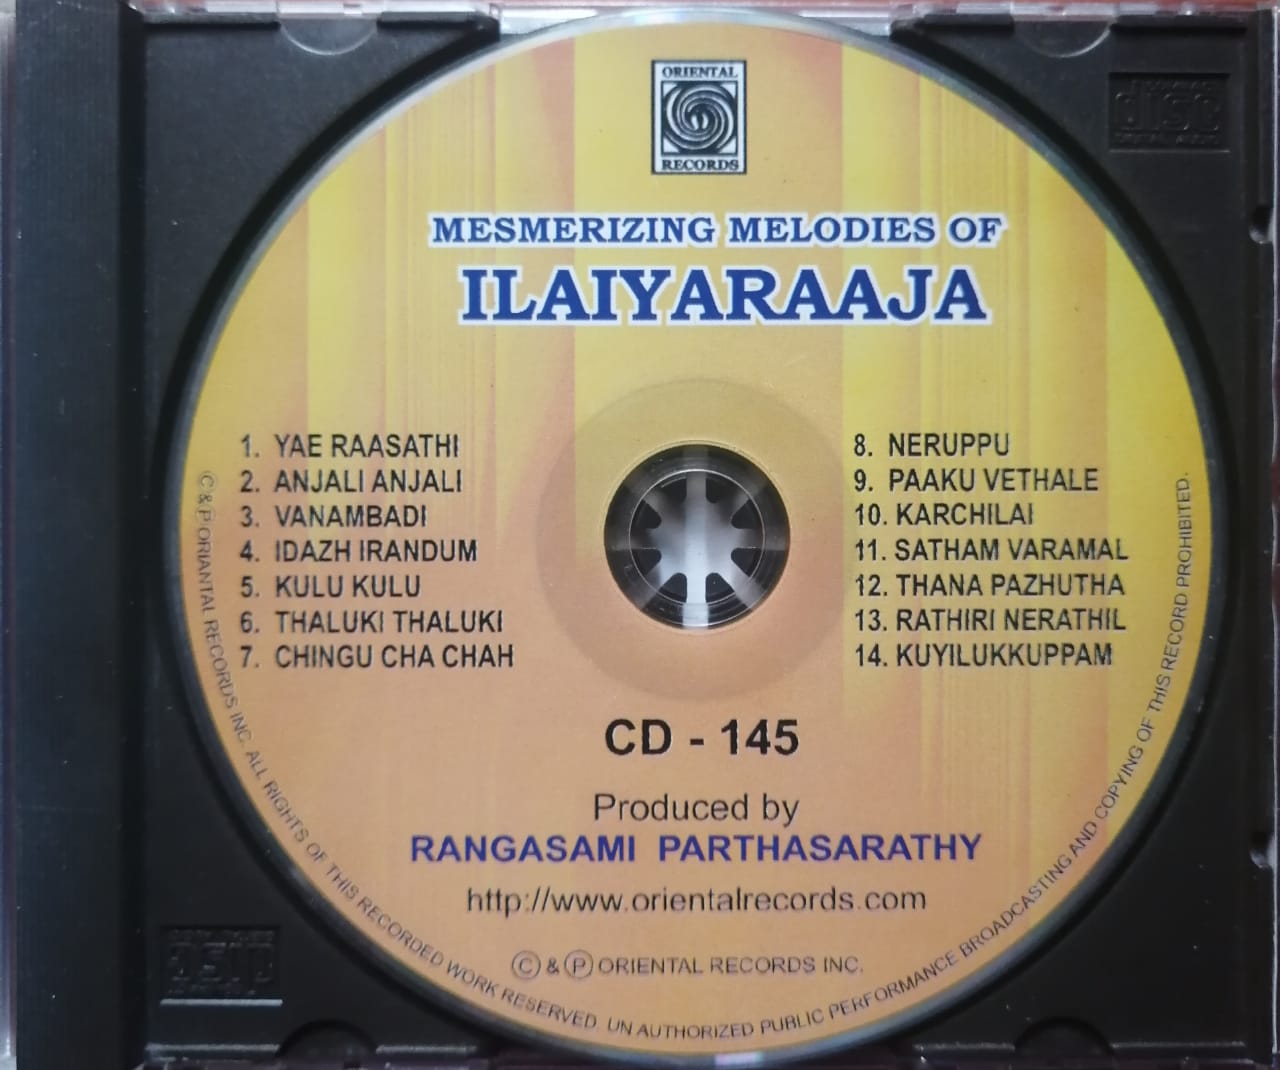 ORIENTAL
RECORDS
MESMERIZING MELODIES OF
ILAIYARAAJA
1. YAE RAASATHI
2. ANJALI ANJALI
3. VANAMBADI
4. IDAZH IRANDUM
5. KULU KULU
6. THALUKI THALUKI
7. CHINGU CHA CHAH
8. NERUPPU
9. PAAKU VETHALE
10. KARCHILAI
11. SATHAM VARAMAL
12. THANA PAZHUTHA
13. RATHIRI NERATHIL
14. KUYILUKKUPPAM
CD - 145
Produced by
RANGASAMI PARTHASARATHY
http://www.orientalrecords.com
© & ℗ ORIENTAL RECORDS INC.
© & ℗ ORIANTAL RECORDS INC. ALL RIGHTS OF THIS RECORDED WORK RESERVED. UN AUTHORIZED PUBLIC PERFORMANCE BROADCASTING AND COPYING OF THIS RECORD PROHIBITED.
disc
disc